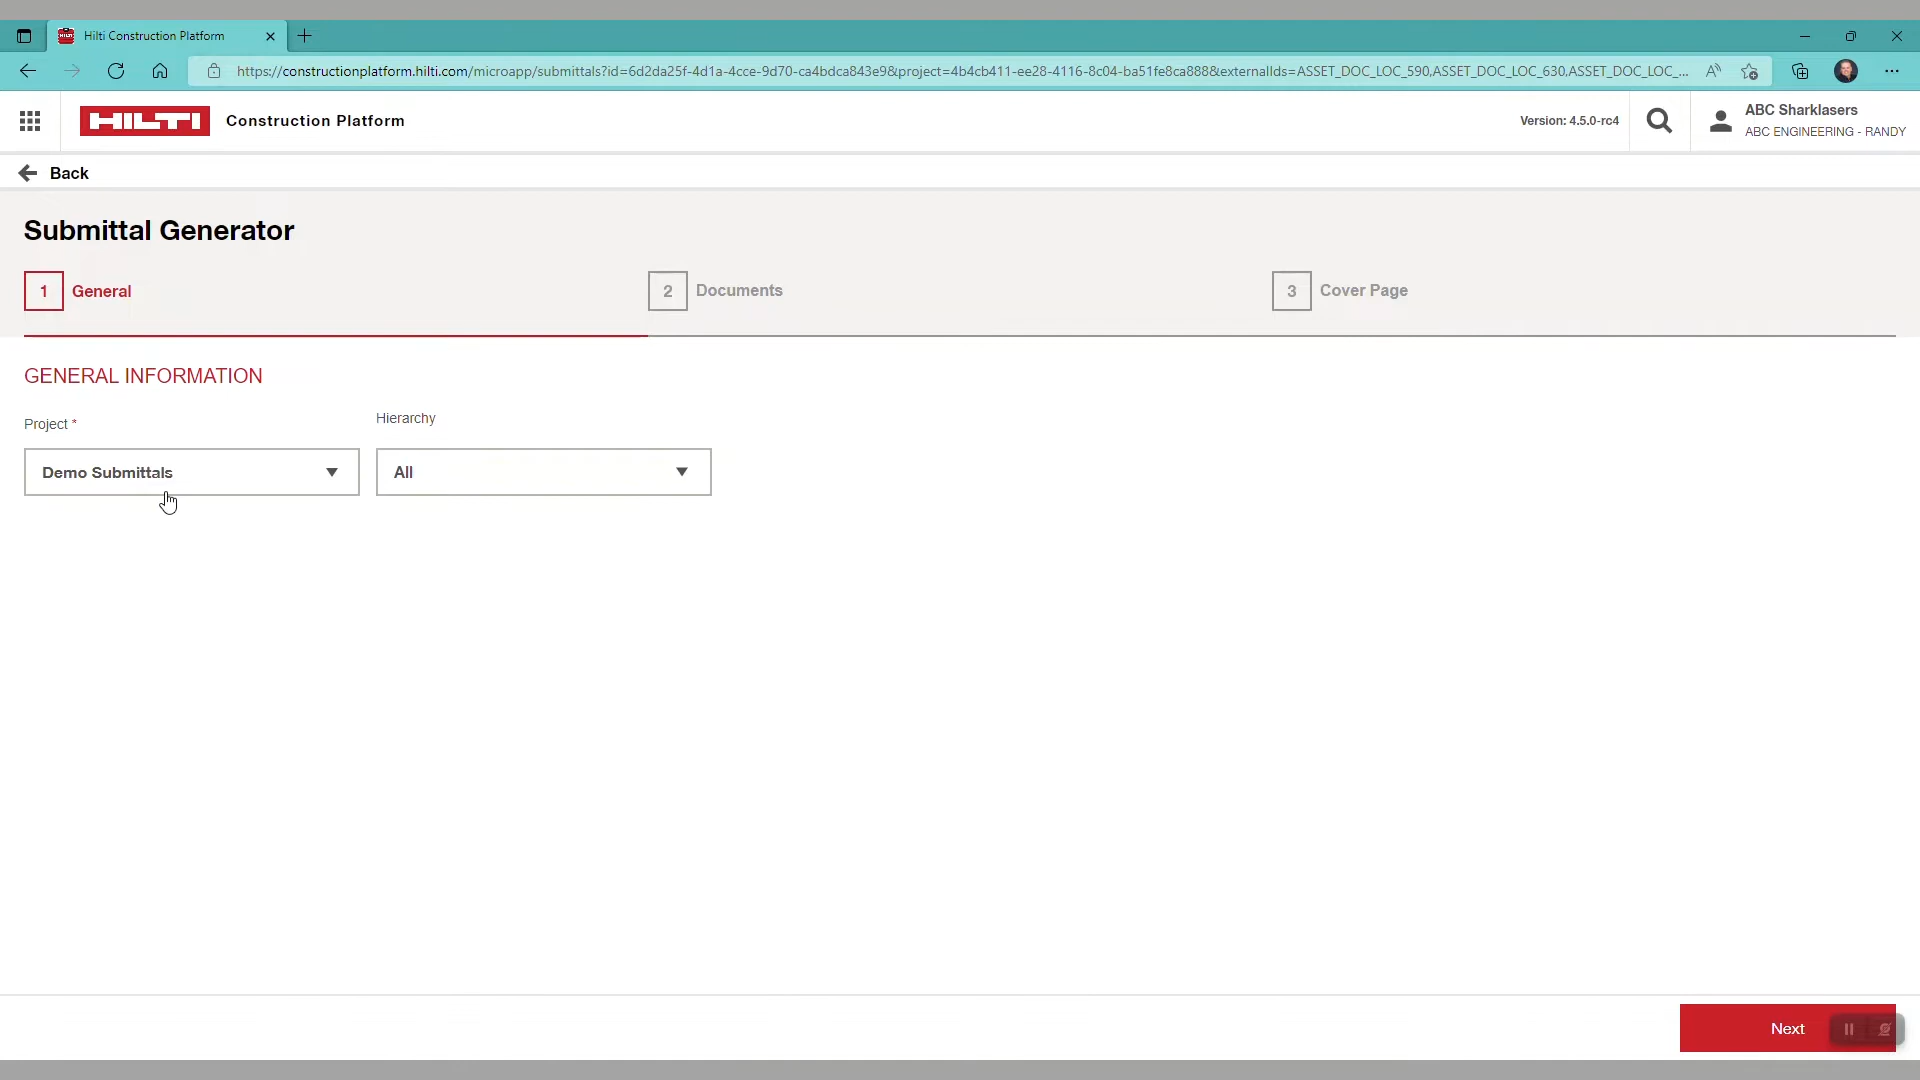 Hilti Construction Platform
https://constructionplatform.hilti.com/microapp/submittals?id=6d2da25f-4d1a-4cce-9d70-ca4bdca843e9&project=4b4cb411-ee28-4116-8c04-ba51fe8ca888&externalIds=ASSET_DOC_LOC_590,ASSET_DOC_LOC_630,ASSET_DOC_LOC_...
HILTI Construction Platform
Version: 4.5.0-rc4
ABC Sharklasers
ABC ENGINEERING - RANDY
Back
Submittal Generator
1 General
2 Documents
3 Cover Page
GENERAL INFORMATION
Project *
Hierarchy
Demo Submittals
All
Next